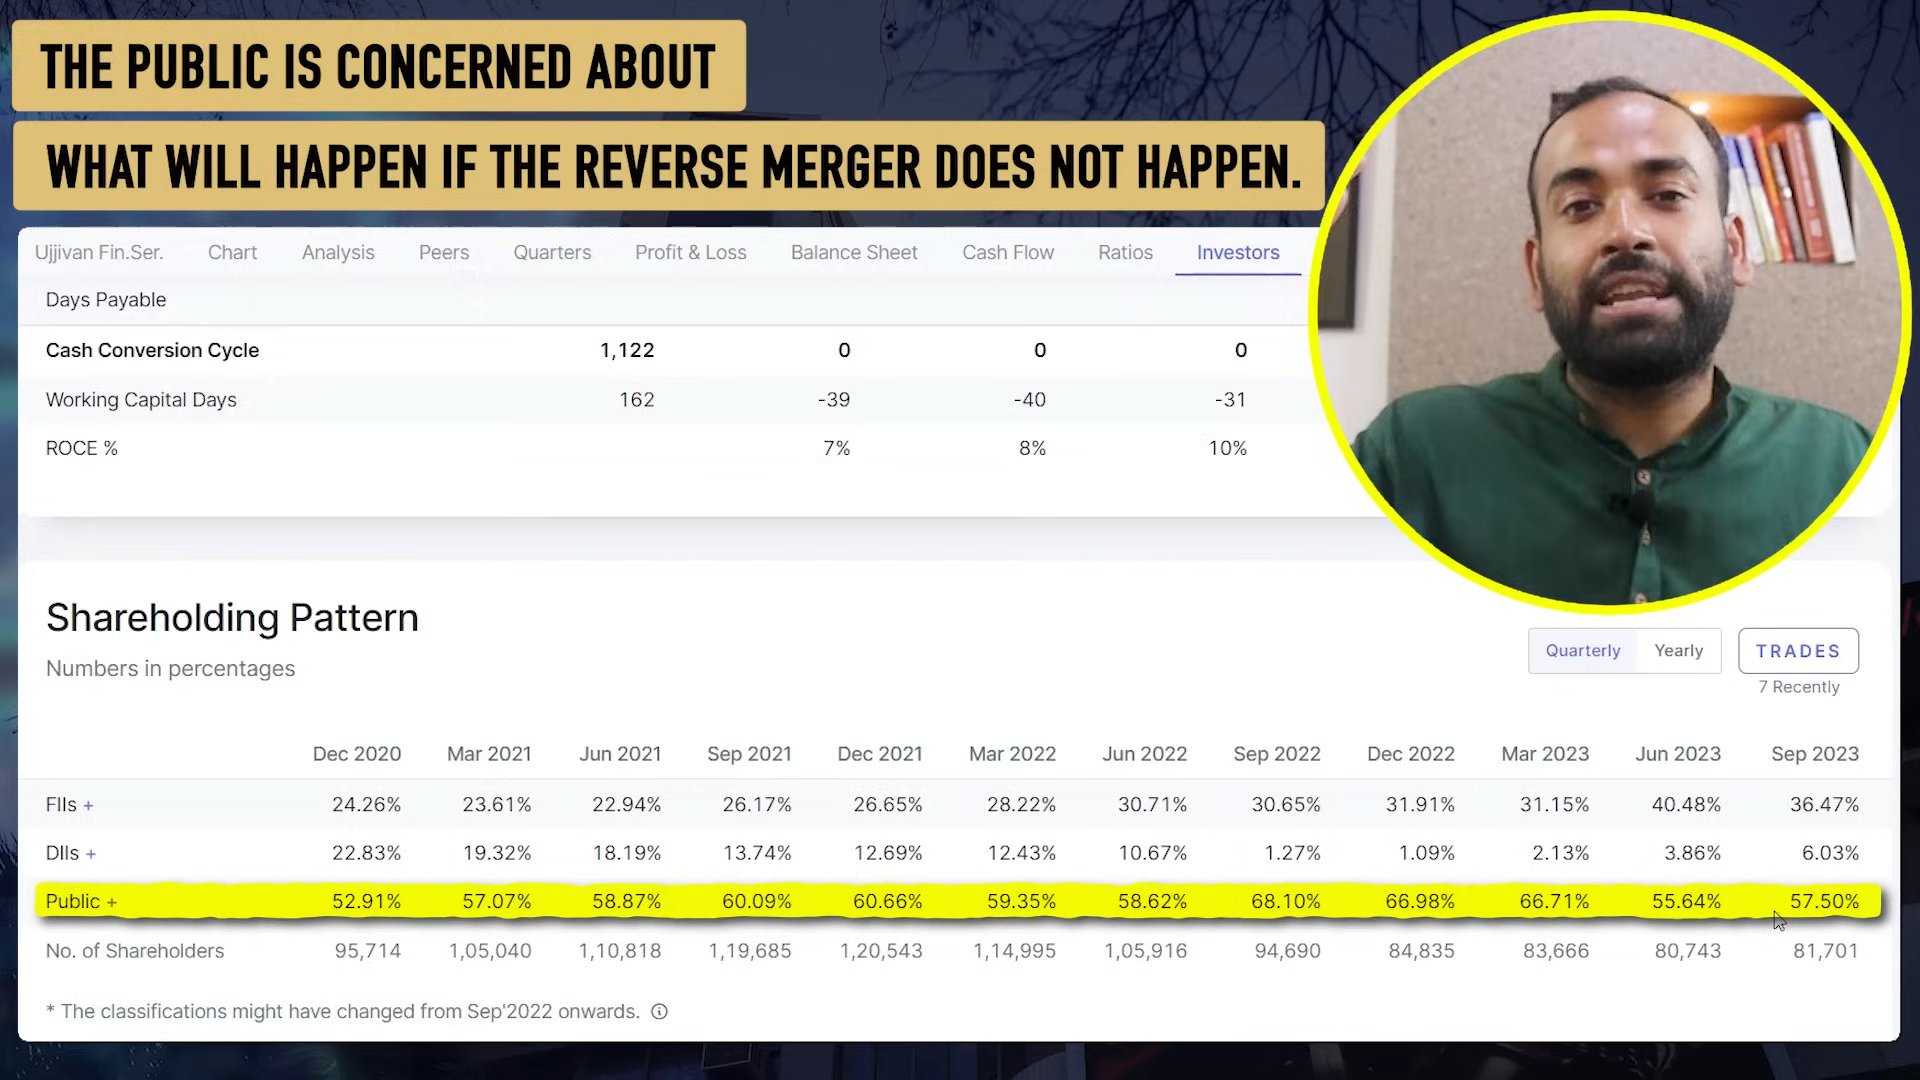 THE PUBLIC IS CONCERNED ABOUT
WHAT WILL HAPPEN IF THE REVERSE MERGER DOES NOT HAPPEN.
Ujjivan Fin.Ser. Chart Analysis Peers Quarters Profit & Loss Balance Sheet Cash Flow Ratios Investors
Days Payable
Cash Conversion Cycle 1,122 0 0 0
Working Capital Days 162 -39 -40 -31
ROCE % 7% 8% 10%
Shareholding Pattern
Numbers in percentages
Quarterly Yearly TRADES
7 Recently
Dec 2020 Mar 2021 Jun 2021 Sep 2021 Dec 2021 Mar 2022 Jun 2022 Sep 2022 Dec 2022 Mar 2023 Jun 2023 Sep 2023
FIIs + 24.26% 23.61% 22.94% 26.17% 26.65% 28.22% 30.71% 30.65% 31.91% 31.15% 40.48% 36.47%
DIIs + 22.83% 19.32% 18.19% 13.74% 12.69% 12.43% 10.67% 1.27% 1.09% 2.13% 3.86% 6.03%
Public + 52.91% 57.07% 58.87% 60.09% 60.66% 59.35% 58.62% 68.10% 66.98% 66.71% 55.64% 57.50%
No. of Shareholders 95,714 1,05,040 1,10,818 1,19,685 1,20,543 1,14,995 1,05,916 94,690 84,835 83,666 80,743 81,701
* The classifications might have changed from Sep'2022 onwards.